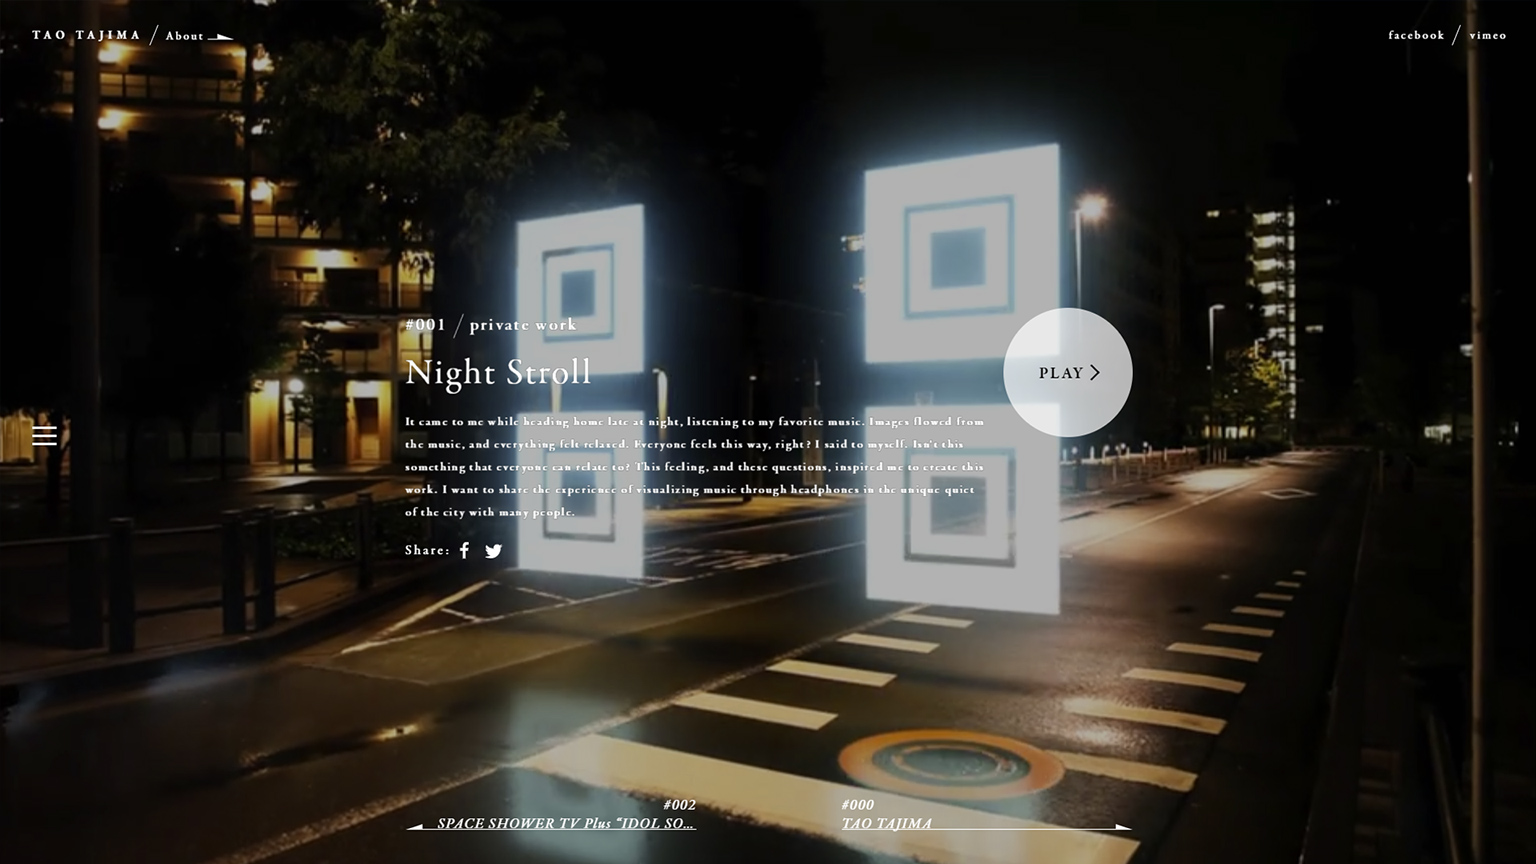 TAO TAJIMA / About
facebook / vimeo
#001 / private work
Night Stroll
It came to me while heading home late at night, listening to my favorite music. Images flowed from
the music, and everything felt relaxed. Everyone feels this way, right? I said to myself. Isn't this
something that everyone can relate to? This feeling, and these questions, inspired me to create this
work. I want to share the experience of visualizing music through headphones in the unique quiet
of the city with many people.
Share:
PLAY
#002
SPACE SHOWER TV Plus "IDOL SO...
#000
TAO TAJIMA